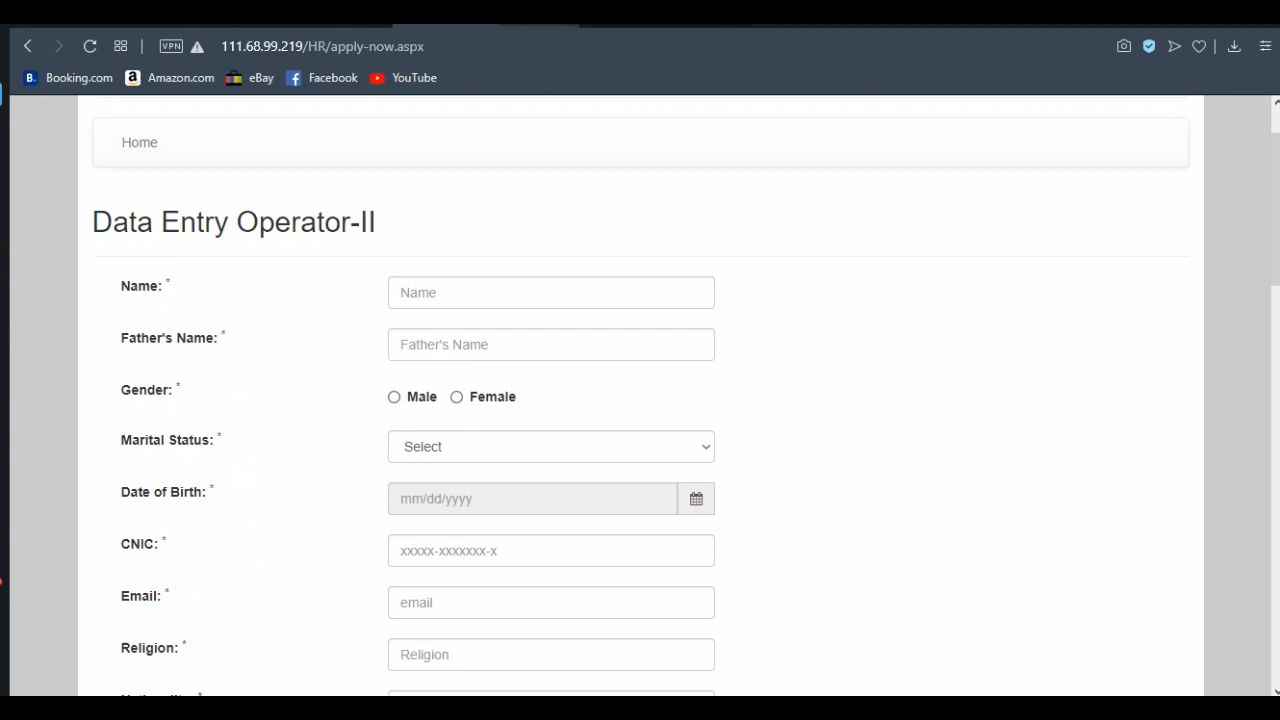 VPN 111.68.99.219/HR/apply-now.aspx
B. Booking.com a Amazon.com eBay f Facebook YouTube
Home
Data Entry Operator-II
Name: * Name
Father's Name: * Father's Name
Gender: * Male Female
Marital Status: * Select
Date of Birth: * mm/dd/yyyy
CNIC: * xxxxx-xxxxxxx-x
Email: * email
Religion: * Religion